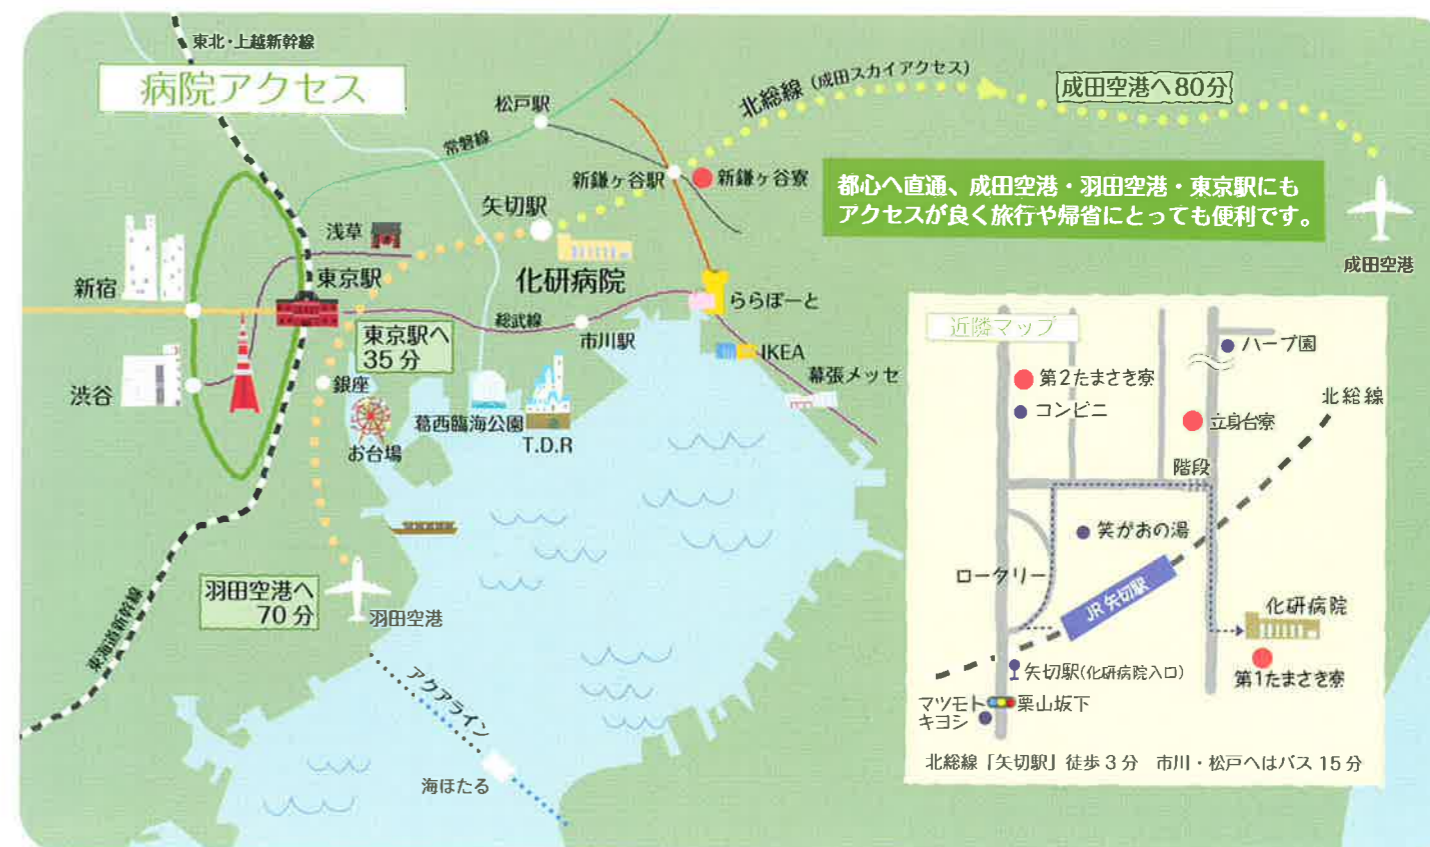 東北・上越新幹線
病院アクセス
松戸駅
常磐線
北総線(成田スカイアクセス)
成田空港へ80分
新鎌ヶ谷駅
新鎌ヶ谷寮
都心へ直通、成田空港・羽田空港・東京駅にも
アクセスが良く旅行や帰省にとっても便利です。
成田空港
矢切駅
化研病院
浅草
東京駅
新宿
渋谷
東京駅へ
35分
総武線
市川駅
ららぽーと
IKEA
幕張メッセ
銀座
お台場
葛西臨海公園
T.D.R
羽田空港へ
70分
羽田空港
東海道新幹線
アクアライン
海ほたる
近隣マップ
第2たまさき寮
コンビニ
ハーブ園
北総線
立身台寮
階段
笑がおの湯
ロータリー
JR 矢切駅
化研病院
第1たまさき寮
矢切駅(化研病院入口)
マツモト
キヨシ
栗山坂下
北総線「矢切駅」徒歩3分 市川・松戸へはバス15分